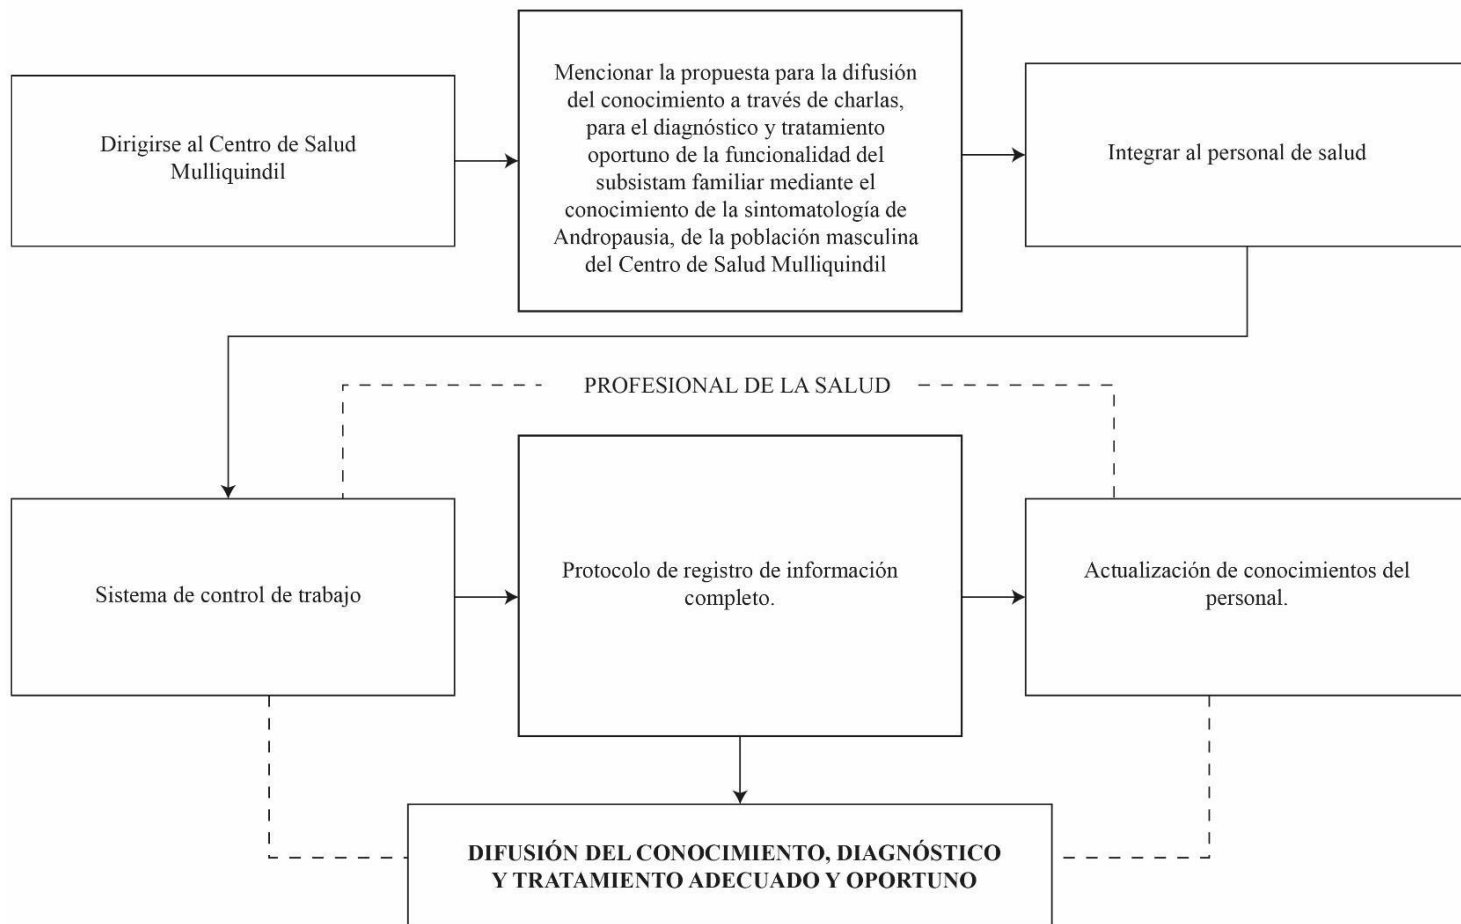 Dirigirse al Centro de Salud
Mulliquindil
Mencionar la propuesta para la difusión
del conocimiento a través de charlas,
para el diagnóstico y tratamiento
oportuno de la funcionalidad del
subsistam familiar mediante el
conocimiento de la sintomatología de
Andropausia, de la población masculina
del Centro de Salud Mulliquindil
Integrar al personal de salud
PROFESIONAL DE LA SALUD
Sistema de control de trabajo
Protocolo de registro de información
completo.
Actualización de conocimientos del
personal.
DIFUSIÓN DEL CONOCIMIENTO, DIAGNÓSTICO
Y TRATAMIENTO ADECUADO Y OPORTUNO